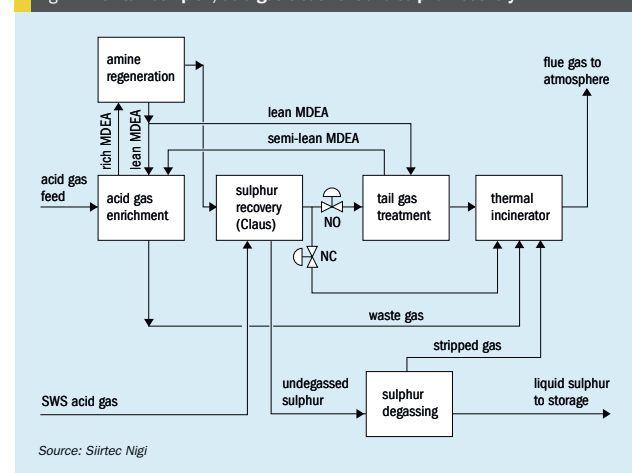 amine
regeneration
flue gas to
atmosphere
lean MDEA
rich MDEA
lean MDEA
semi-lean MDEA
acid gas
feed
acid gas
enrichment
sulphur
recovery
(Claus)
NO
tail gas
treatment
thermal
incinerator
NC
waste gas
stripped gas
SWS acid gas
undegassed
sulphur
sulphur
degassing
liquid sulphur
to storage
Source: Siirtec Nigi